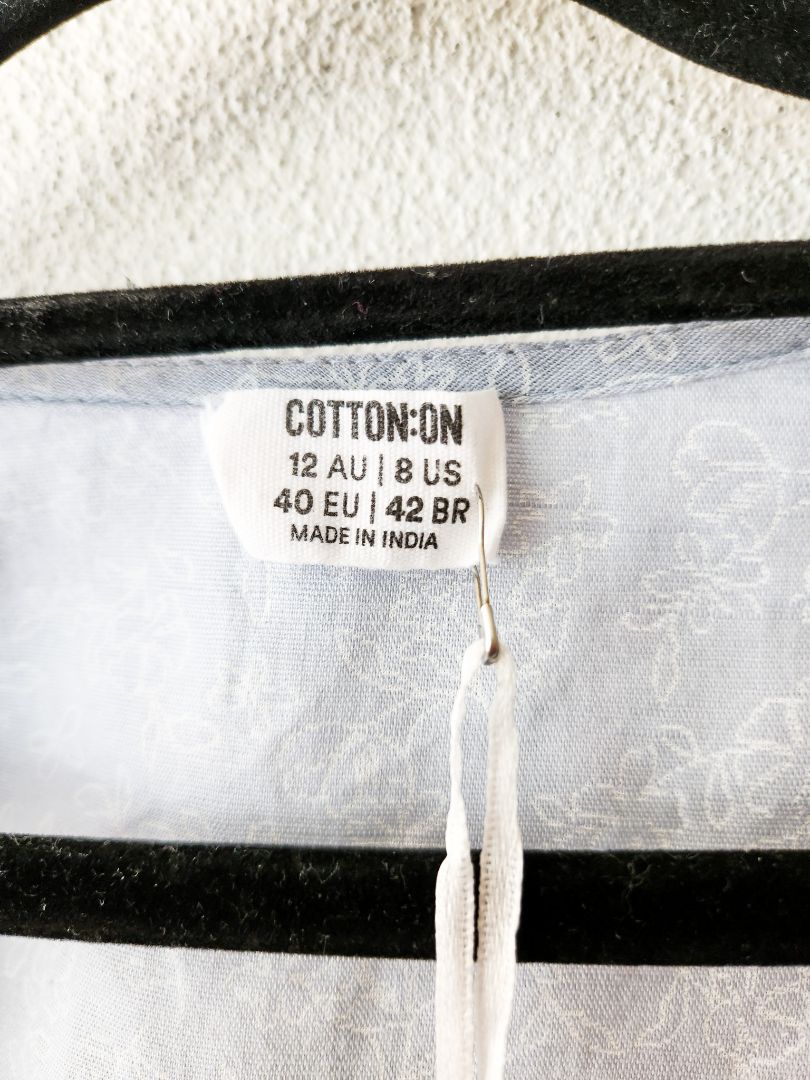 COTTON:ON
12 AU | 8 US
40 EU | 42 BR
MADE IN INDIA